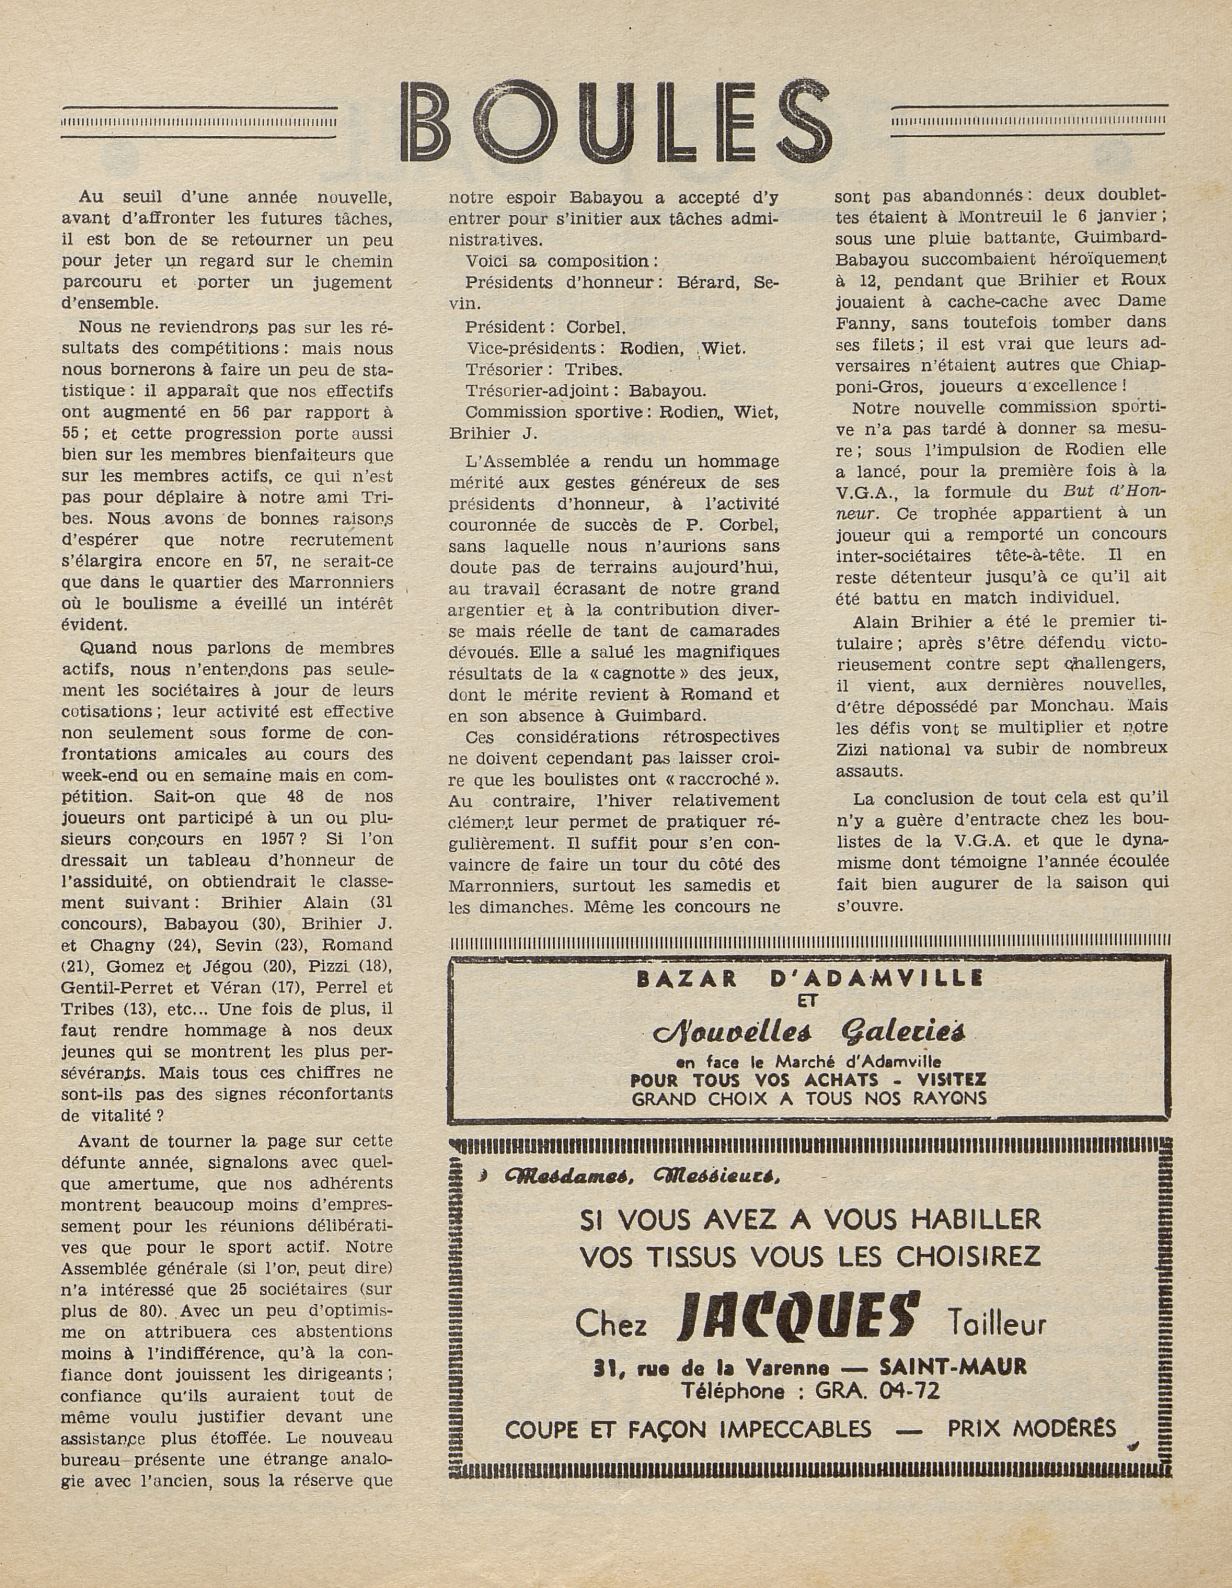 BOULES
Au seuil d'une année nouvelle,
avant d'affronter les futures tâches,
il est bon de se retourner un peu
pour jeter un regard sur le chemin
parcouru et porter un jugement
d'ensemble.
Nous ne reviendrons pas sur les ré-
sultats des compétitions : mais nous
nous bornerons à faire un peu de sta-
tistique : il apparaît que nos effectifs
ont augmenté en 56 par rapport à
55 ; et cette progression porte aussi
bien sur les membres bienfaiteurs que
sur les membres actifs, ce qui n'est
pas pour déplaire à notre ami Tri-
bes. Nous avons de bonnes raisons
d'espérer que notre recrutement
s'élargira encore en 57, ne serait-ce
que dans le quartier des Marronniers
où le boulisme a éveillé un intérêt
évident.
Quand nous parlons de membres
actifs, nous n'entendons pas seule-
ment les sociétaires à jour de leurs
cotisations ; leur activité est effective
non seulement sous forme de con-
frontations amicales au cours des
week-end ou en semaine mais en com-
pétition. Sait-on que 48 de nos
joueurs ont participé à un ou plu-
sieurs concours en 1957 ? Si l'on
dressait un tableau d'honneur de
l'assiduité, on obtiendrait le classe-
ment suivant : Brihier Alain (31
concours), Babayou (30), Brihier J.
et Chagny (24), Sevin (23), Romand
(21), Gomez et Jégou (20), Pizzi (18),
Gentil-Perret et Véran (17), Perrel et
Tribes (13), etc... Une fois de plus, il
faut rendre hommage à nos deux
jeunes qui se montrent les plus per-
sévérants. Mais tous ces chiffres ne
sont-ils pas des signes réconfortants
de vitalité ?
Avant de tourner la page sur cette
défunte année, signalons avec quel-
que amertume, que nos adhérents
montrent beaucoup moins d'empres-
sement pour les réunions délibérati-
ves que pour le sport actif. Notre
Assemblée générale (si l'on peut dire)
n'a intéressé que 25 sociétaires (sur
plus de 80). Avec un peu d'optimis-
me on attribuera ces abstentions
moins à l'indifférence, qu'à la con-
fiance dont jouissent les dirigeants ;
confiance qu'ils auraient tout de
même voulu justifier devant une
assistance plus étoffée. Le nouveau
bureau présente une étrange analo-
gie avec l'ancien, sous la réserve que
notre espoir Babayou a accepté d'y
entrer pour s'initier aux tâches admi-
nistratives.
Voici sa composition :
Présidents d'honneur : Bérard, Se-
vin.
Président : Corbel.
Vice-présidents : Rodien, Wiet.
Trésorier : Tribes.
Trésorier-adjoint : Babayou.
Commission sportive : Rodien, Wiet,
Brihier J.
L'Assemblée a rendu un hommage
mérité aux gestes généreux de ses
présidents d'honneur, à l'activité
couronnée de succès de P. Corbel,
sans laquelle nous n'aurions sans
doute pas de terrains aujourd'hui,
au travail écrasant de notre grand
argentier et à la contribution diver-
se mais réelle de tant de camarades
dévoués. Elle a salué les magnifiques
résultats de la « cagnotte » des jeux,
dont le mérite revient à Romand et
en son absence à Guimbard.
Ces considérations rétrospectives
ne doivent cependant pas laisser croi-
re que les boulistes ont « raccroché ».
Au contraire, l'hiver relativement
clément leur permet de pratiquer ré-
gulièrement. Il suffit pour s'en con-
vaincre de faire un tour du côté des
Marronniers, surtout les samedis et
les dimanches. Même les concours ne
sont pas abandonnés : deux doublet-
tes étaient à Montreuil le 6 janvier ;
sous une pluie battante, Guimbard-
Babayou succombaient héroïquement
à 12, pendant que Brihier et Roux
jouaient à cache-cache avec Dame
Fanny, sans toutefois tomber dans
ses filets ; il est vrai que leurs ad-
versaires n'étaient autres que Chiap-
poni-Gros, joueurs d'excellence !
Notre nouvelle commission sporti-
ve n'a pas tardé à donner sa mesu-
re ; sous l'impulsion de Rodien elle
a lancé, pour la première fois à la
V.G.A., la formule du But d'Hon-
neur. Ce trophée appartient à un
joueur qui a remporté un concours
inter-sociétaires tête-à-tête. Il en
reste détenteur jusqu'à ce qu'il ait
été battu en match individuel.
Alain Brihier a été le premier ti-
tulaire ; après s'être défendu victo-
rieusement contre sept challengers,
il vient, aux dernières nouvelles,
d'être dépossédé par Monchau. Mais
les défis vont se multiplier et notre
Zizi national va subir de nombreux
assauts.
La conclusion de tout cela est qu'il
n'y a guère d'entracte chez les bou-
listes de la V.G.A. et que le dyna-
misme dont témoigne l'année écoulée
fait bien augurer de la saison qui
s'ouvre.
BAZAR D'ADAMVILLE
ET
Nouvelles Galeries
en face le Marché d'Adamville
POUR TOUS VOS ACHATS - VISITEZ
GRAND CHOIX A TOUS NOS RAYONS
Mesdames, Messieurs,
SI VOUS AVEZ A VOUS HABILLER
VOS TISSUS VOUS LES CHOISIREZ
Chez JACQUES Tailleur
31, rue de la Varenne — SAINT-MAUR
Téléphone : GRA. 04-72
COUPE ET FAÇON IMPECCABLES — PRIX MODÉRÉS